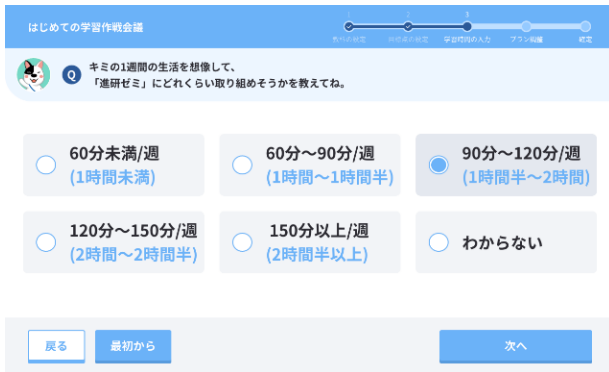 はじめての学習作戦会議
1
2
3
学習時間の入力
確定
Q
キミの1週間の生活を想像して、
「進研ゼミ」にどれくらい取り組めそうかを教えてね。
60分未満/週
(1時間未満)
60分～90分/週
(1時間～1時間半)
90分～120分/週
(1時間半～2時間)
120分～150分/週
(2時間～2時間半)
150分以上/週
(2時間半以上)
わからない
戻る
最初から
次へ